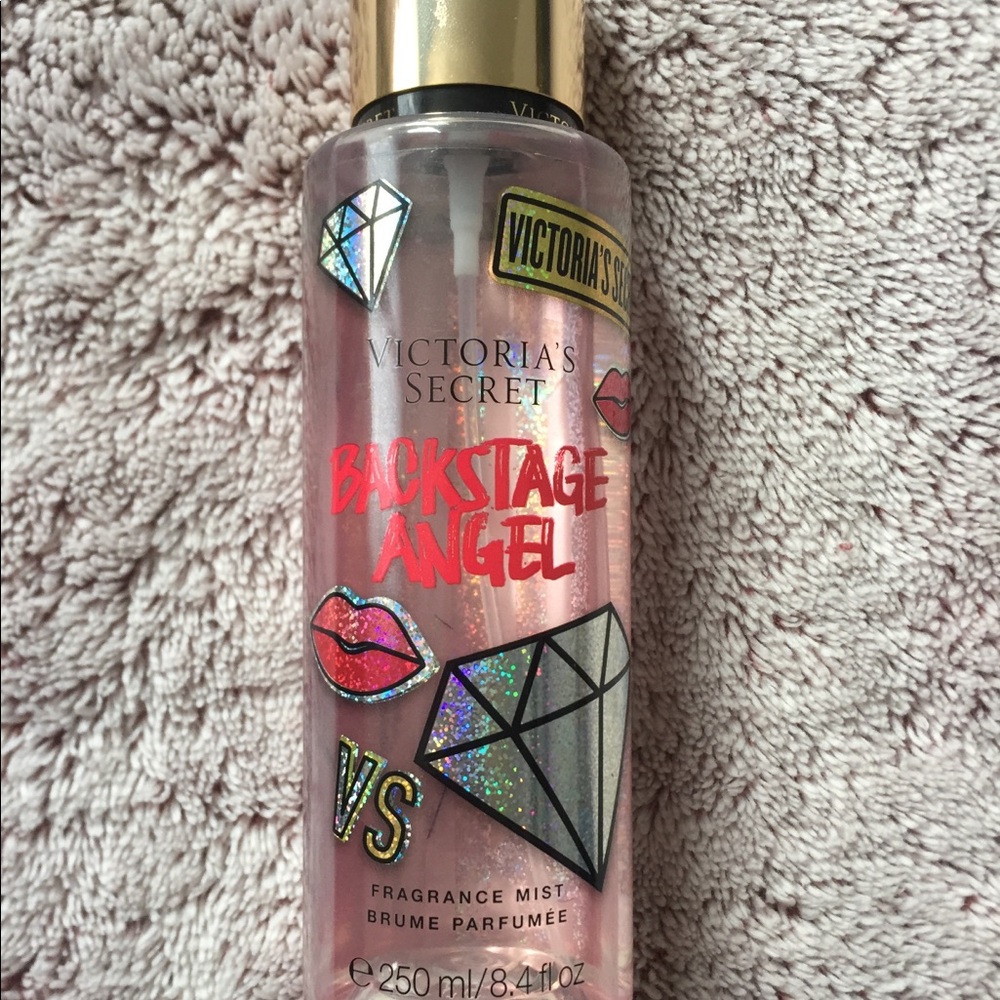 VICTORIA'S
SECRET
BACKSTAGE
ANGEL
VS
FRAGRANCE MIST
BRUME PARFUMÉE
e 250 ml/8.4 fl oz
VICTORIA'S